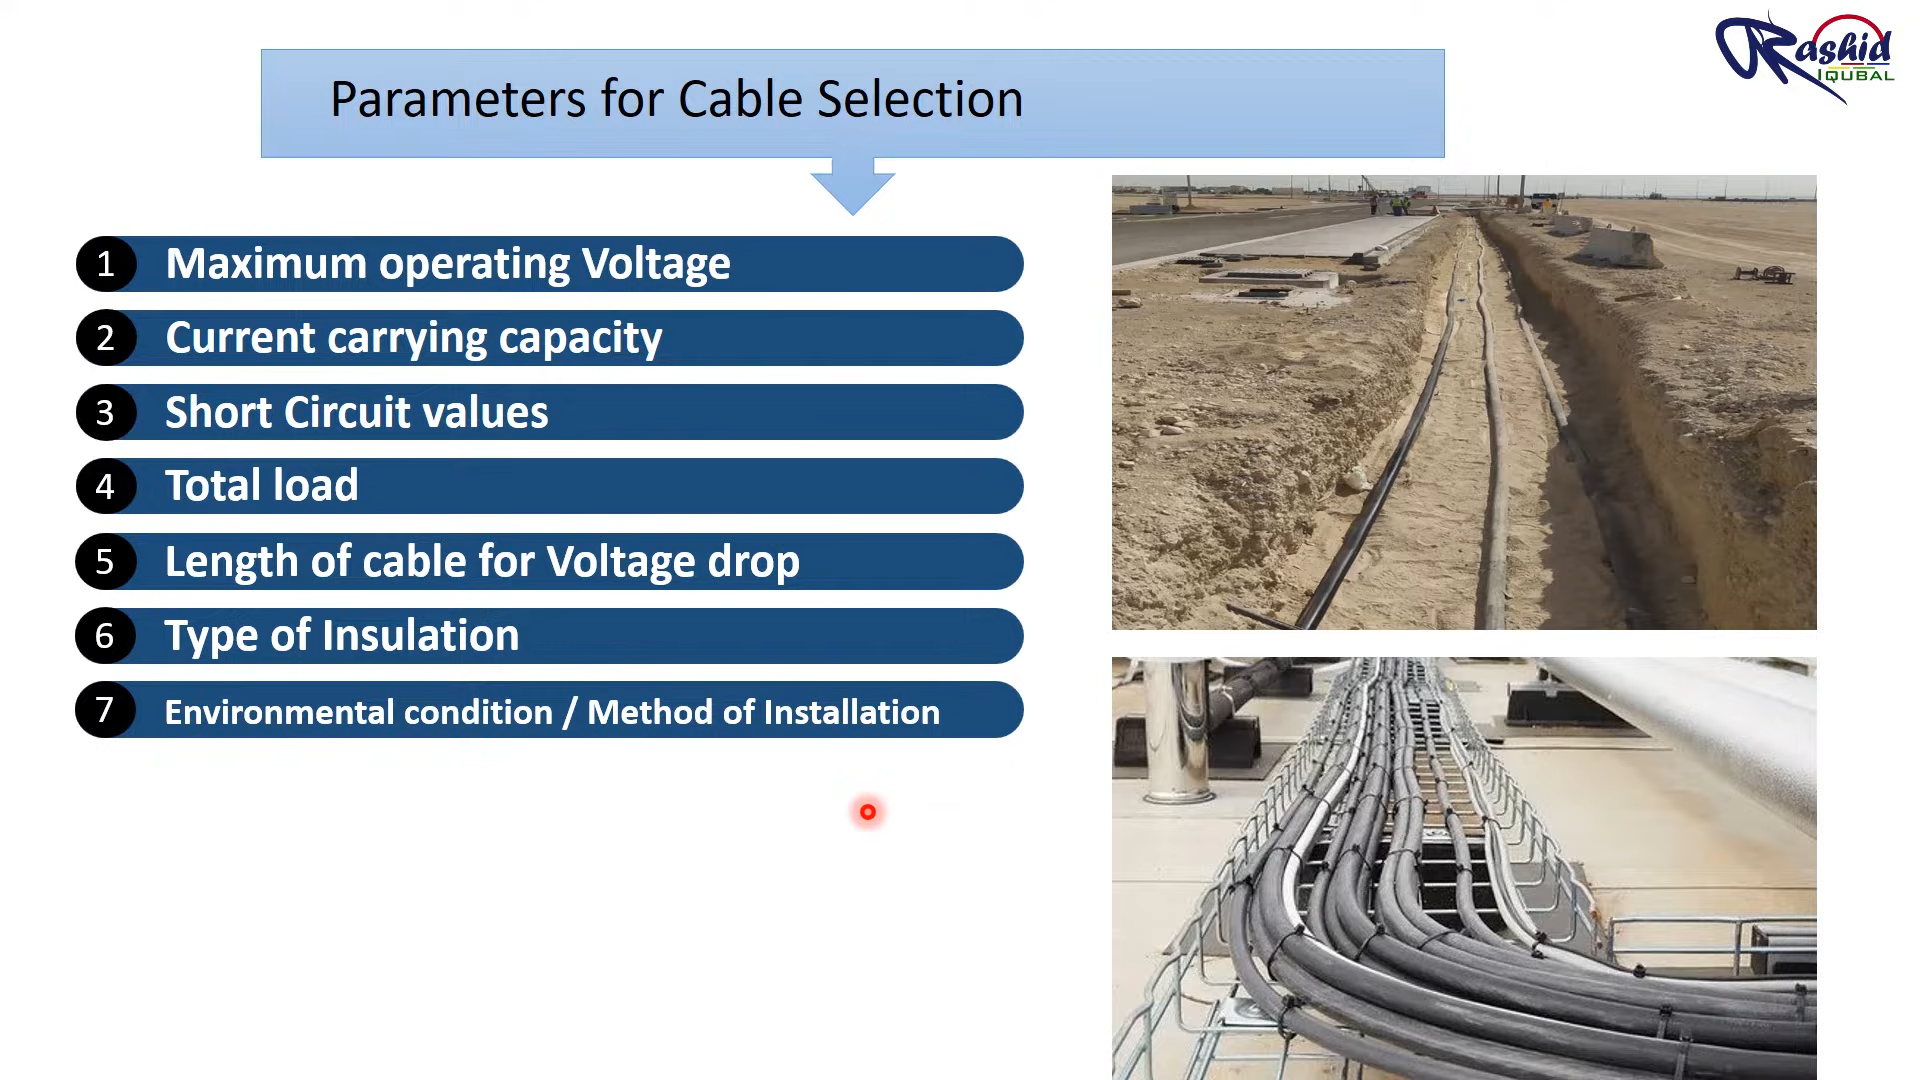 Rashid
IQUBAL
Parameters for Cable Selection
1 Maximum operating Voltage
2 Current carrying capacity
3 Short Circuit values
4 Total load
5 Length of cable for Voltage drop
6 Type of Insulation
7 Environmental condition / Method of Installation